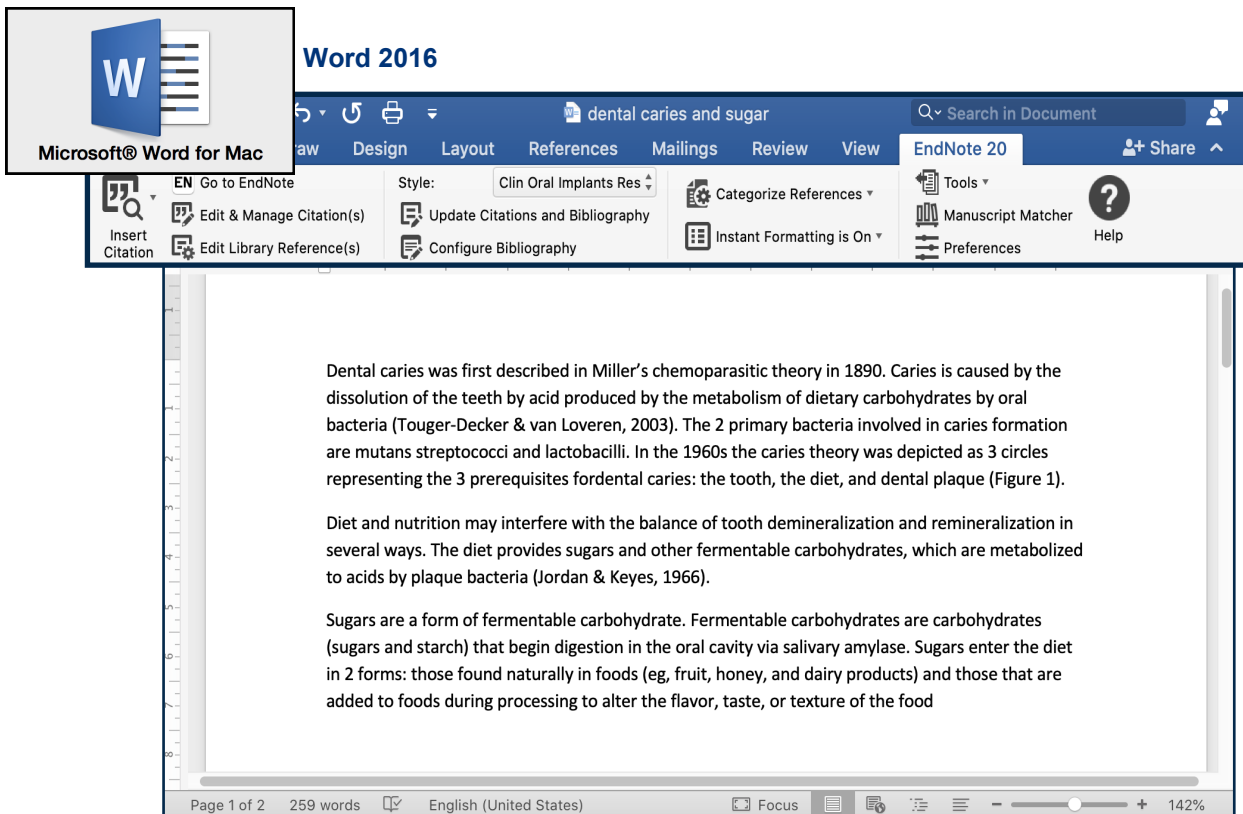 W
Microsoft® Word for Mac
Word 2016
dental caries and sugar
Search in Document
aw Design Layout References Mailings Review View EndNote 20 Share
Insert
Citation
EN Go to EndNote
Edit & Manage Citation(s)
Edit Library Reference(s)
Style: Clin Oral Implants Res
Update Citations and Bibliography
Configure Bibliography
Categorize References
Instant Formatting is On
Tools
Manuscript Matcher
Preferences
?
Help
Dental caries was first described in Miller’s chemoparasitic theory in 1890. Caries is caused by the
dissolution of the teeth by acid produced by the metabolism of dietary carbohydrates by oral
bacteria (Touger-Decker & van Loveren, 2003). The 2 primary bacteria involved in caries formation
are mutans streptococci and lactobacilli. In the 1960s the caries theory was depicted as 3 circles
representing the 3 prerequisites fordental caries: the tooth, the diet, and dental plaque (Figure 1).
Diet and nutrition may interfere with the balance of tooth demineralization and remineralization in
several ways. The diet provides sugars and other fermentable carbohydrates, which are metabolized
to acids by plaque bacteria (Jordan & Keyes, 1966).
Sugars are a form of fermentable carbohydrate. Fermentable carbohydrates are carbohydrates
(sugars and starch) that begin digestion in the oral cavity via salivary amylase. Sugars enter the diet
in 2 forms: those found naturally in foods (eg, fruit, honey, and dairy products) and those that are
added to foods during processing to alter the flavor, taste, or texture of the food
1
1
2
3
4
5
6
7
8
Page 1 of 2 259 words English (United States) Focus 142%